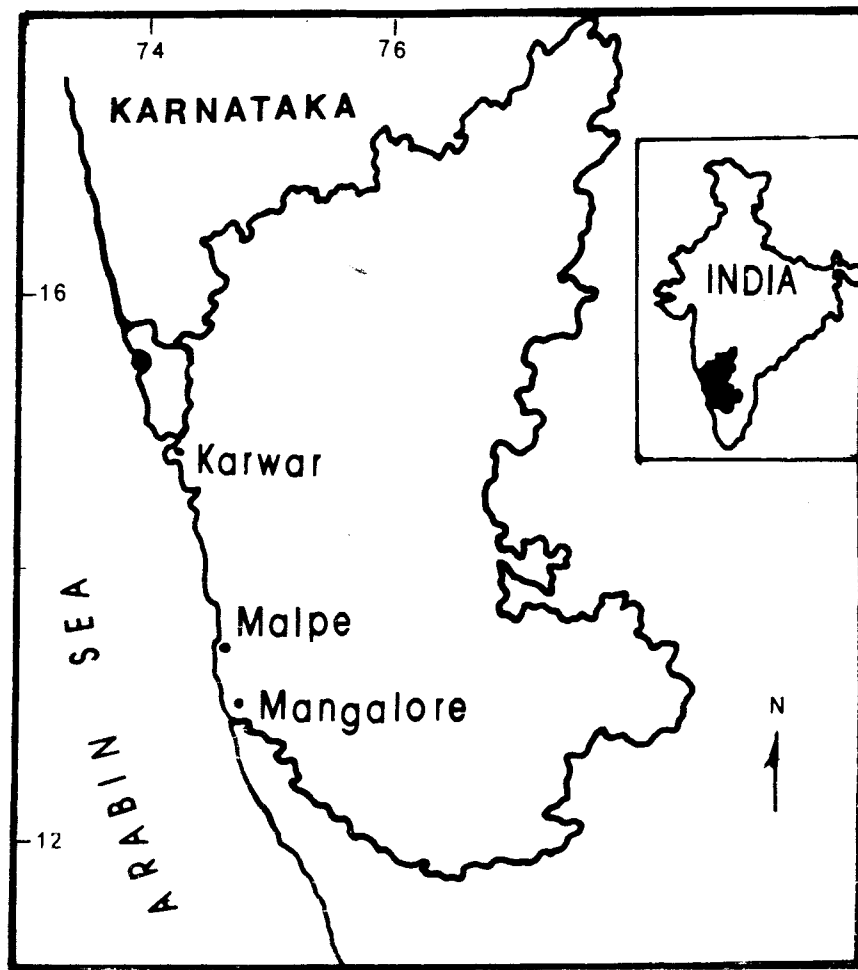 74
76
KARNATAKA
16
INDIA
Karwar
Malpe
Mangalore
ARABIN SEA
N
12